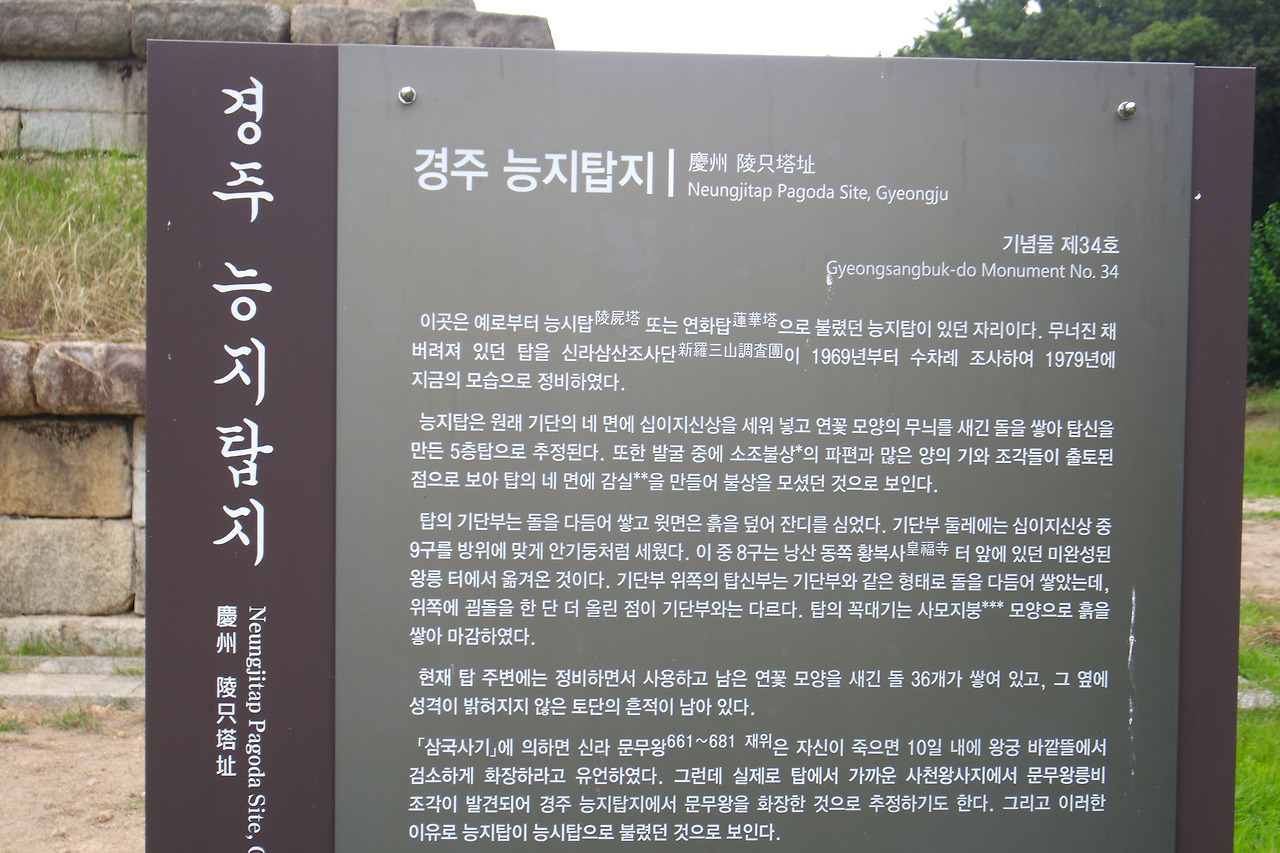 경주 능지탑지
慶州 陵只塔址
Neungjitap Pagoda Site,
경주 능지탑지
慶州 陵只塔址
Neungjitap Pagoda Site, Gyeongju
기념물 제34호
Gyeongsangbuk-do Monument No. 34
이곳은 예로부터 능시탑陵屍塔 또는 연화탑蓮華塔으로 불렸던 능지탑이 있던 자리이다. 무너진 채
버려져 있던 탑을 신라삼산조사단新羅三山調査團이 1969년부터 수차례 조사하여 1979년에
지금의 모습으로 정비하였다.
능지탑은 원래 기단의 네 면에 십이지신상을 세워 넣고 연꽃 모양의 무늬를 새긴 돌을 쌓아 탑신을
만든 5층탑으로 추정된다. 또한 발굴 중에 소조불상*의 파편과 많은 양의 기와 조각들이 출토된
점으로 보아 탑의 네 면에 감실**을 만들어 불상을 모셨던 것으로 보인다.
탑의 기단부는 돌을 다듬어 쌓고 윗면은 흙을 덮어 잔디를 심었다. 기단부 둘레에는 십이지신상 중
9구를 방위에 맞게 안기둥처럼 세웠다. 이 중 8구는 낭산 동쪽 황복사皇福寺 터 앞에 있던 미완성된
왕릉 터에서 옮겨온 것이다. 기단부 위쪽의 탑신부는 기단부와 같은 형태로 돌을 다듬어 쌓았는데,
위쪽에 굄돌을 한 단 더 올린 점이 기단부와는 다르다. 탑의 꼭대기는 사모지붕*** 모양으로 흙을
쌓아 마감하였다.
현재 탑 주변에는 정비하면서 사용하고 남은 연꽃 모양을 새긴 돌 36개가 쌓여 있고, 그 옆에
성격이 밝혀지지 않은 토단의 흔적이 남아 있다.
「삼국사기」에 의하면 신라 문무왕661~681 재위은 자신이 죽으면 10일 내에 왕궁 바깥뜰에서
검소하게 화장하라고 유언하였다. 그런데 실제로 탑에서 가까운 사천왕사지에서 문무왕릉비
조각이 발견되어 경주 능지탑지에서 문무왕을 화장한 것으로 추정하기도 한다. 그리고 이러한
이유로 능지탑이 능시탑으로 불렸던 것으로 보인다.